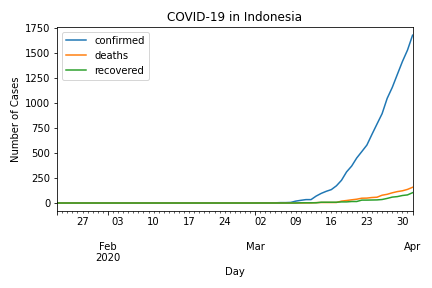 COVID-19 in Indonesia
1750
1500
1250
1000
750
500
250
0
Number of Cases
confirmed
deaths
recovered
27 03 10 17 24 02 09 16 23 30
Feb Mar Apr
2020
Day